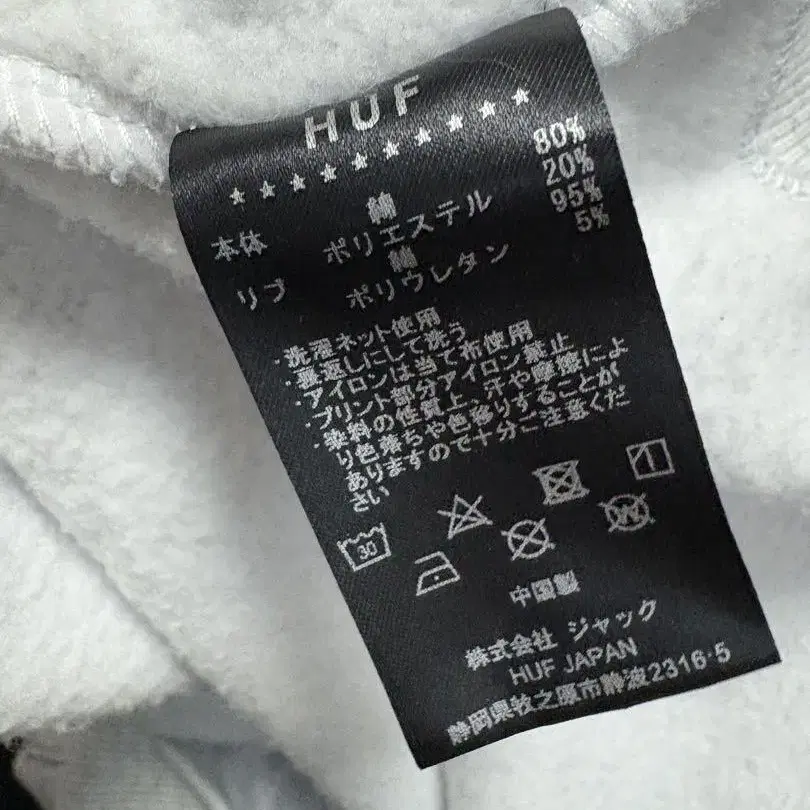 HUF
★★★★★★★★★★
本体 綿 80%
ポリエステル 20%
リブ 綿 95%
ポリウレタン 5%
・洗濯ネット使用
・裏返しにして洗う
・アイロンは当て布使用
・プリント部分アイロン禁止
・染料の性質上、汗や摩擦によ
り色落ちや色移りすることが
ありますので十分ご注意くだ
さい
30
W
中国製
株式会社 ジャック
HUF JAPAN
静岡県牧之原市静波2316-5